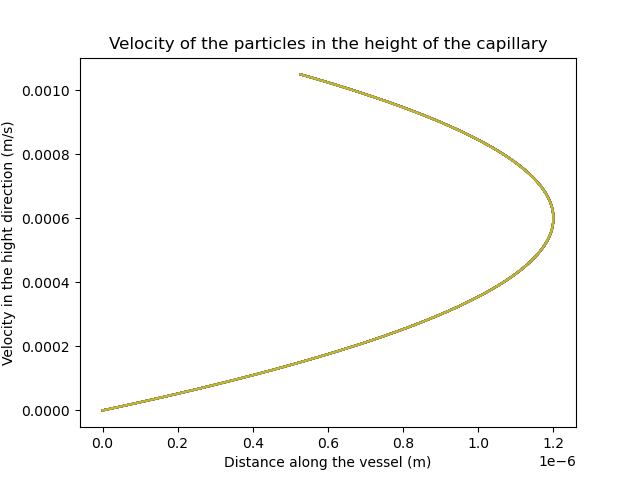 Velocity of the particles in the height of the capillary
Velocity in the hight direction (m/s)
0.0010
0.0008
0.0006
0.0004
0.0002
0.0000
0.0 0.2 0.4 0.6 0.8 1.0 1.2
1e−6
Distance along the vessel (m)